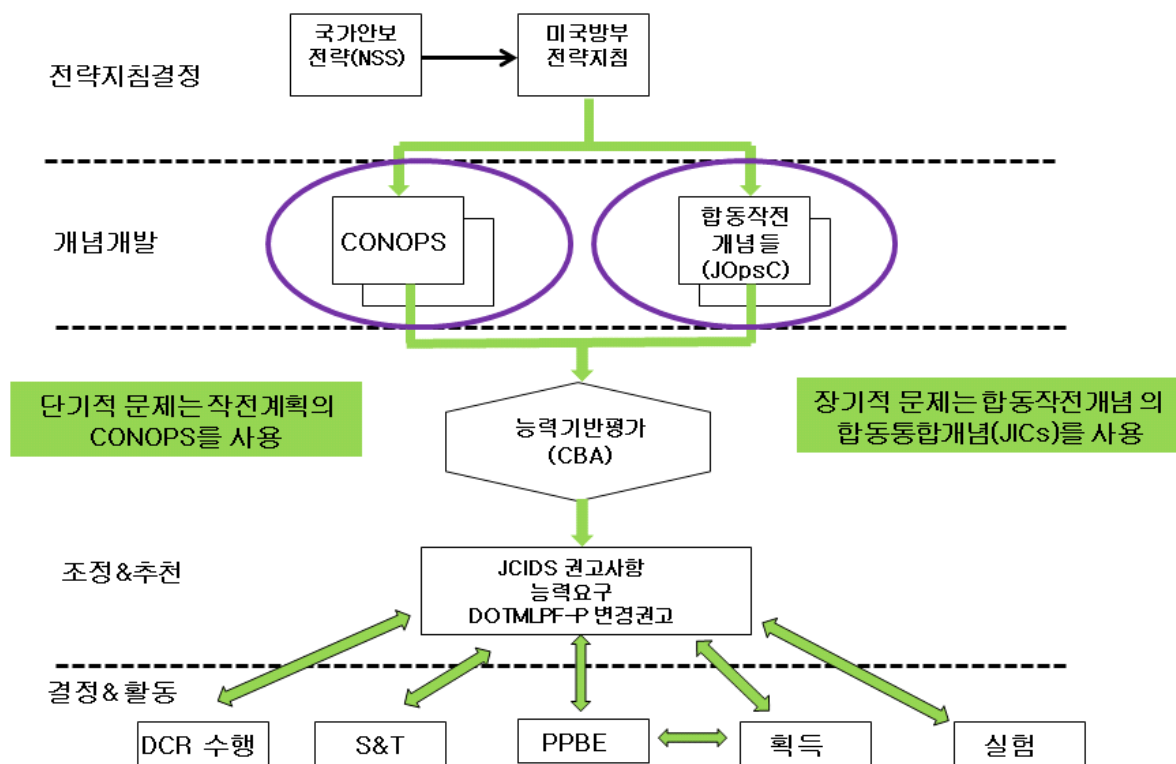 국가안보
전략(NSS)
미국방부
전략지침
전략지침결정
개념개발
CONOPS
합동작전
개념들
(JOpsC)
단기적 문제는 작전계획의
CONOPS를 사용
능력기반평가
(CBA)
장기적 문제는 합동작전개념 의
합동통합개념(JICs)를 사용
조정&추천
JCIDS 권고사항
능력요구
DOTMLPF-P 변경권고
결정& 활동
DCR 수행
S&T
PPBE
획득
실험